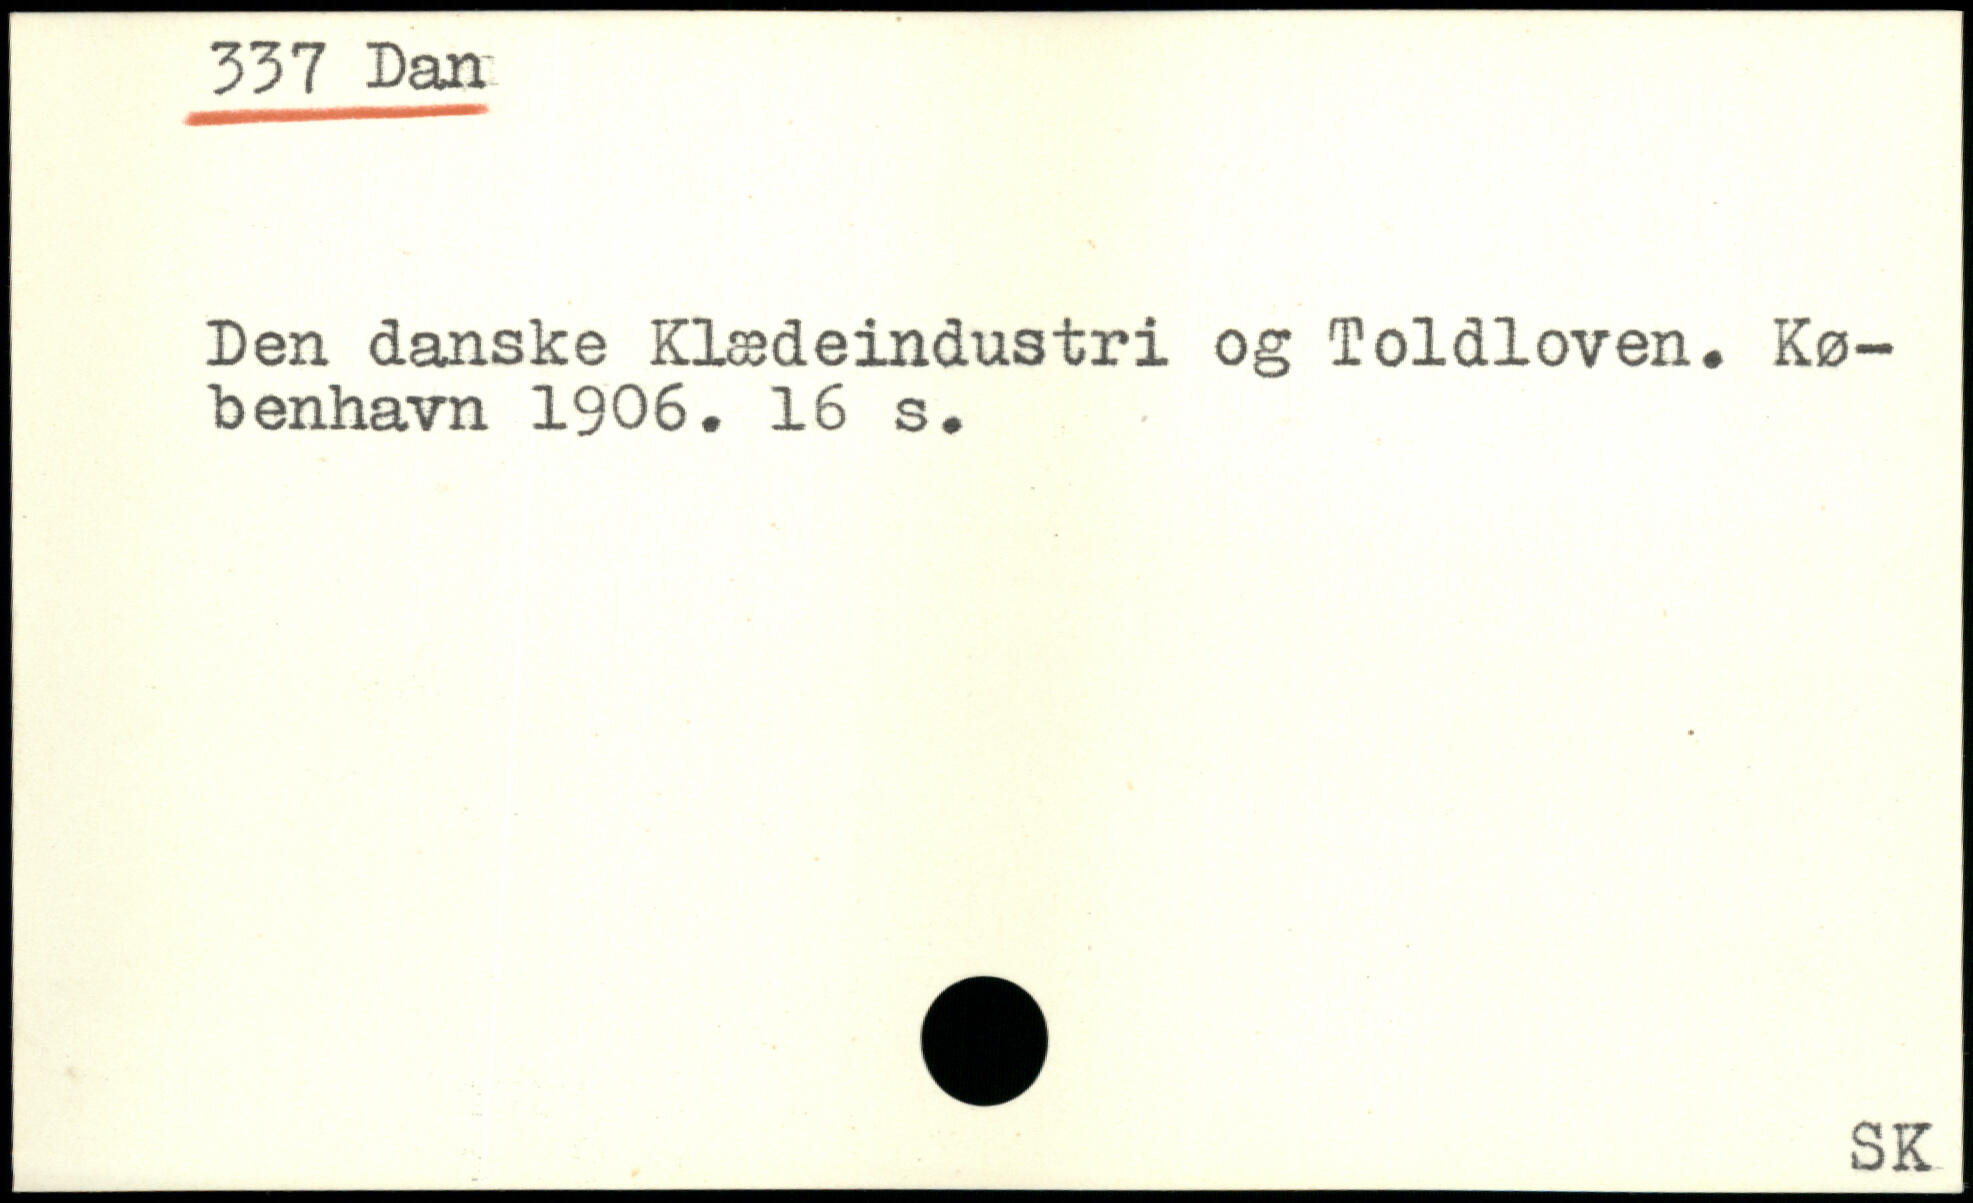 337 Dan
Den danske Klædeindustri og Toldloven. Kø-
benhavn 1906. 16 s.
SK